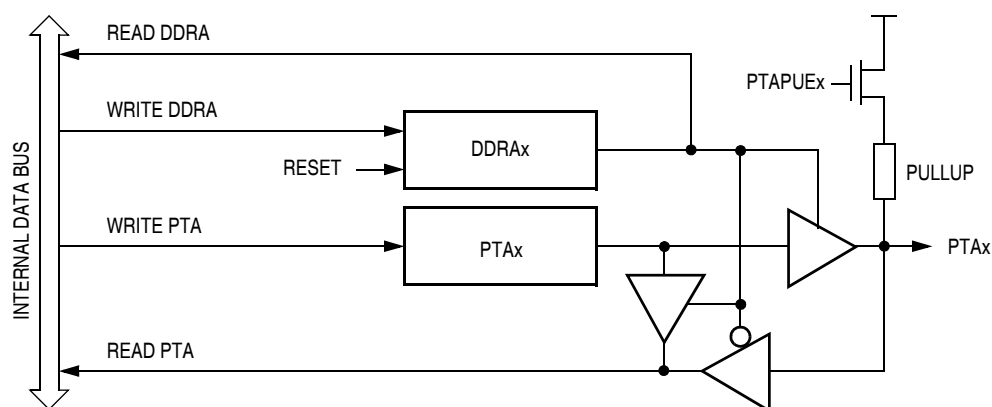 READ DDRA
PTAPUEx
WRITE DDRA
DDRAx
RESET
PULLUP
INTERNAL DATA BUS
WRITE PTA
PTAx
PTAx
READ PTA